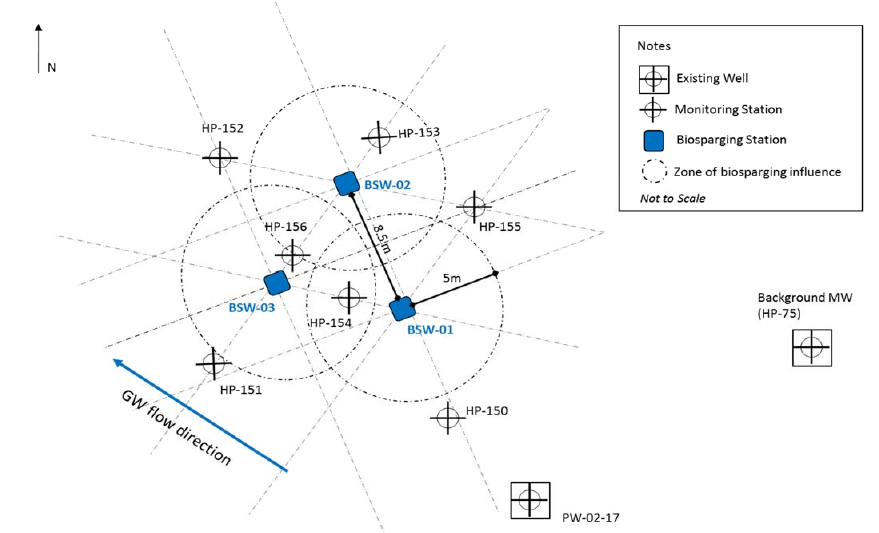 N
Notes
Existing Well
Monitoring Station
Biosparging Station
Zone of biosparging influence
Not to Scale
HP-152
HP-153
BSW-02
HP-156
8.5m
HP-155
5m
BSW-03
HP-154
BSW-01
Background MW
(HP-75)
HP-151
HP-150
GW flow direction
PW-02-17